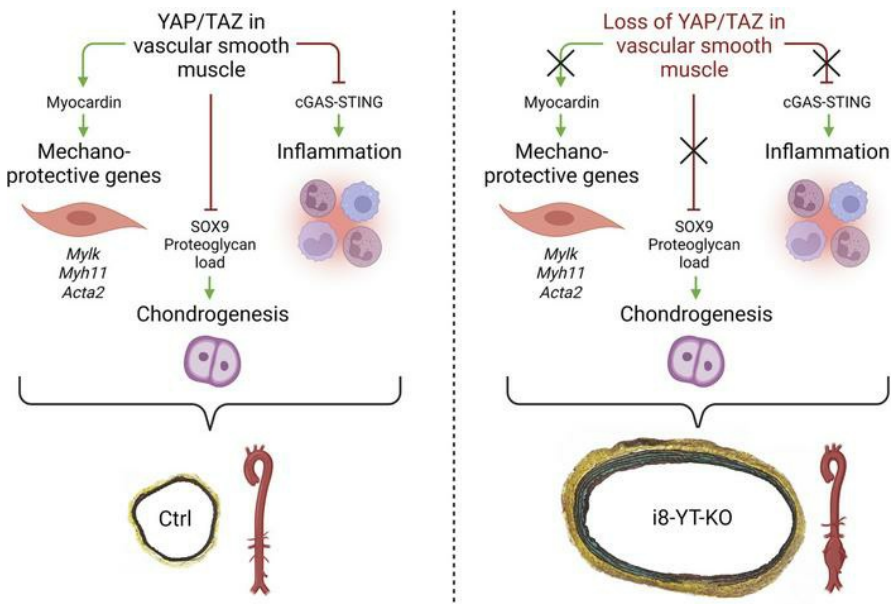 YAP/TAZ in
vascular smooth
muscle
Myocardin
cGAS-STING
Mechano-
protective genes
Inflammation
Mylk
Myh11
Acta2
SOX9
Proteoglycan
load
Chondrogenesis
Ctrl
Loss of YAP/TAZ in
vascular smooth
muscle
Myocardin
cGAS-STING
Mechano-
protective genes
Inflammation
Mylk
Myh11
Acta2
SOX9
Proteoglycan
load
Chondrogenesis
i8-YT-KO